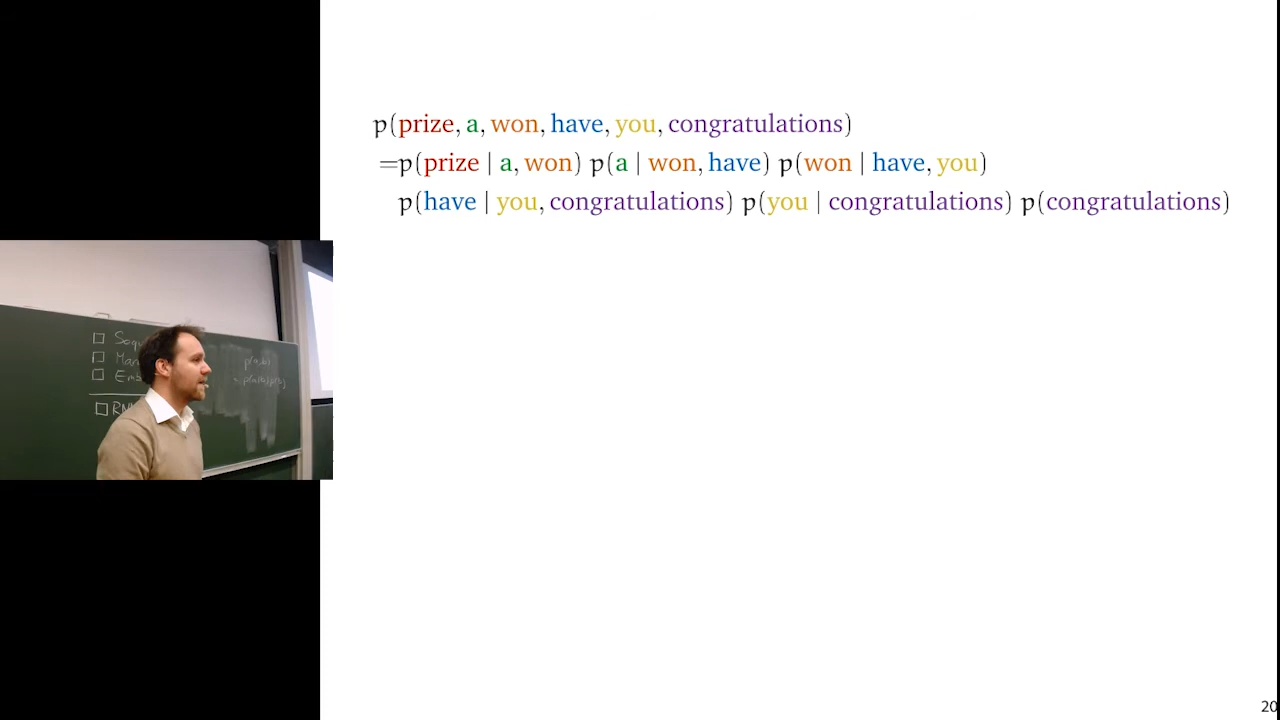 p(prize, a, won, have, you, congratulations)
=p(prize | a, won) p(a | won, have) p(won | have, you)
p(have | you, congratulations) p(you | congratulations) p(congratulations)
20